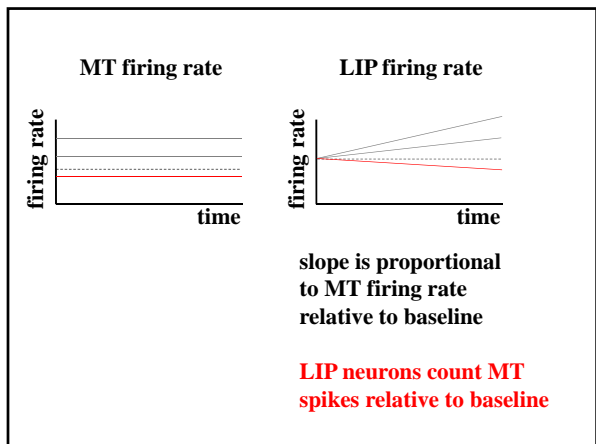 MT firing rate
LIP firing rate
firing rate
time
firing rate
time
slope is proportional
to MT firing rate
relative to baseline
LIP neurons count MT
spikes relative to baseline